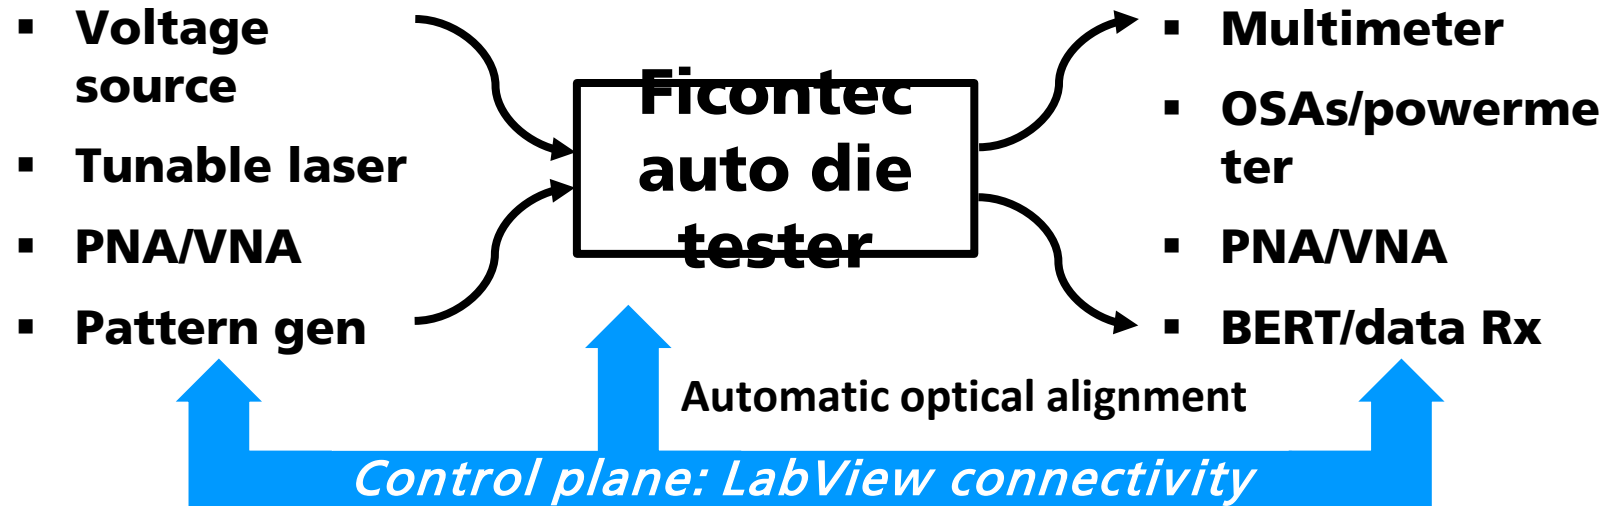 ▪ Voltage
source
▪ Tunable laser
▪ PNA/VNA
▪ Pattern gen
Ficontec
auto die
tester
▪ Multimeter
▪ OSAs/powerme
ter
▪ PNA/VNA
▪ BERT/data Rx
Automatic optical alignment
Control plane: LabView connectivity